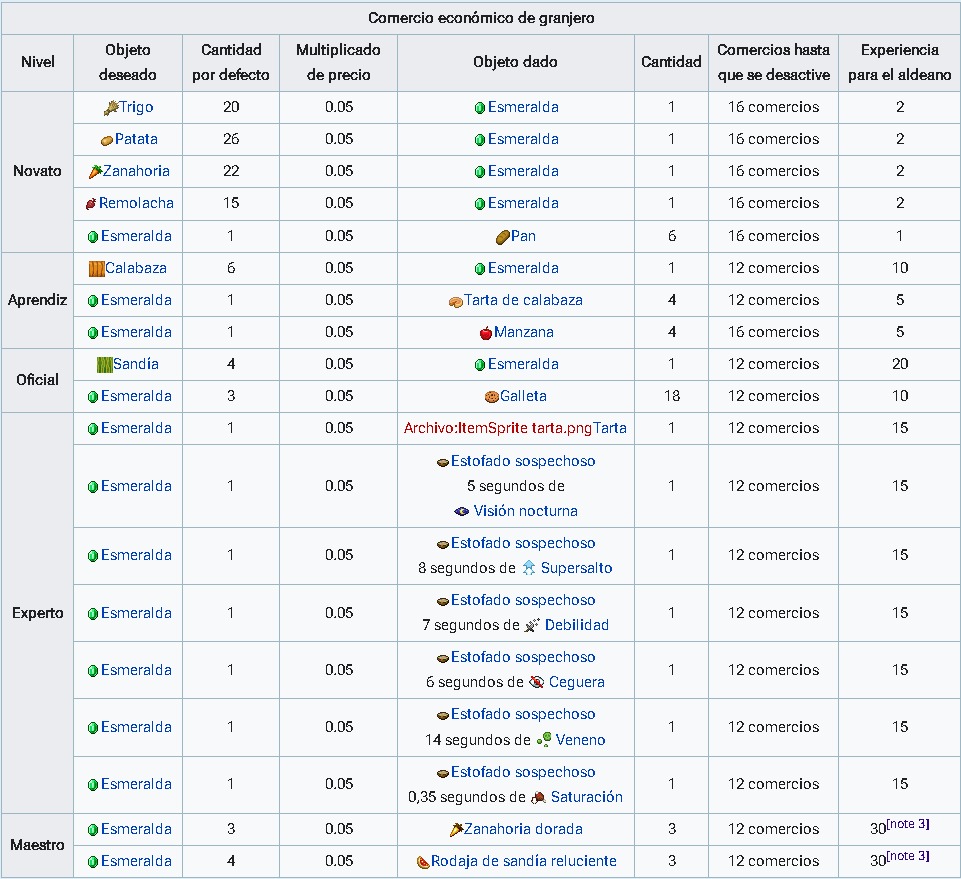 Comercio económico de granjero
Nivel Objeto deseado Cantidad por defecto Multiplicado de precio Objeto dado Cantidad Comercios hasta que se desactive Experiencia para el aldeano
Novato Trigo 20 0.05 Esmeralda 1 16 comercios 2
Patata 26 0.05 Esmeralda 1 16 comercios 2
Zanahoria 22 0.05 Esmeralda 1 16 comercios 2
Remolacha 15 0.05 Esmeralda 1 16 comercios 2
Esmeralda 1 0.05 Pan 6 16 comercios 1
Aprendiz Calabaza 6 0.05 Esmeralda 1 12 comercios 10
Esmeralda 1 0.05 Tarta de calabaza 4 12 comercios 5
Esmeralda 1 0.05 Manzana 4 16 comercios 5
Oficial Sandía 4 0.05 Esmeralda 1 12 comercios 20
Esmeralda 3 0.05 Galleta 18 12 comercios 10
Experto Esmeralda 1 0.05 Archivo:ItemSprite tarta.pngTarta 1 12 comercios 15
Esmeralda 1 0.05 Estofado sospechoso 5 segundos de Visión nocturna 1 12 comercios 15
Esmeralda 1 0.05 Estofado sospechoso 8 segundos de Supersalto 1 12 comercios 15
Esmeralda 1 0.05 Estofado sospechoso 7 segundos de Debilidad 1 12 comercios 15
Esmeralda 1 0.05 Estofado sospechoso 6 segundos de Ceguera 1 12 comercios 15
Esmeralda 1 0.05 Estofado sospechoso 14 segundos de Veneno 1 12 comercios 15
Esmeralda 1 0.05 Estofado sospechoso 0,35 segundos de Saturación 1 12 comercios 15
Maestro Esmeralda 3 0.05 Zanahoria dorada 3 12 comercios 30[note 3]
Esmeralda 4 0.05 Rodaja de sandía reluciente 3 12 comercios 30[note 3]